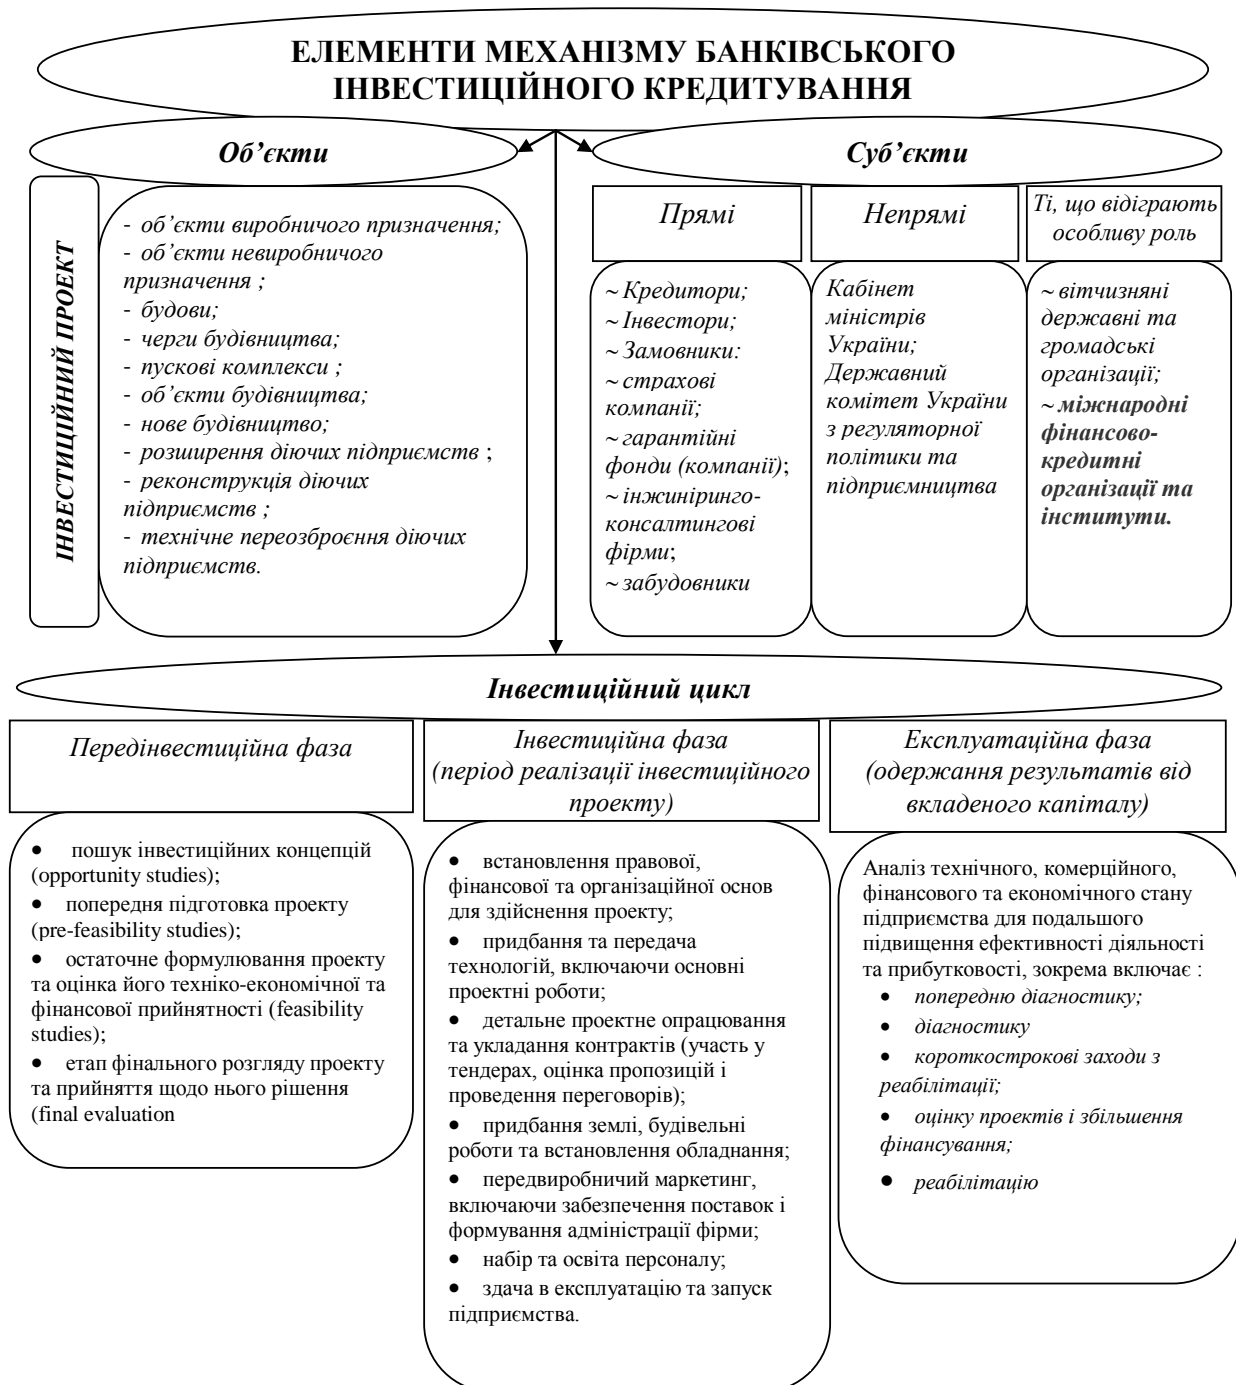 ЕЛЕМЕНТИ МЕХАНІЗМУ БАНКІВСЬКОГО
ІНВЕСТИЦІЙНОГО КРЕДИТУВАННЯ
Об’єкти
ІНВЕСТИЦІЙНИЙ ПРОЕКТ
- об’єкти виробничого призначення;
- об’єкти невиробничого
призначення ;
- будови;
- черги будівництва;
- пускові комплекси ;
- об’єкти будівництва;
- нове будівництво;
- розширення діючих підприємств ;
- реконструкція діючих
підприємств ;
- технічне переозброєння діючих
підприємств.
Суб’єкти
Прямі
~ Кредитори;
~ Інвестори;
~ Замовники:
~ страхові
компанії;
~ гарантійні
фонди (компанії);
~ інжиніринго-
консалтингові
фірми;
~ забудовники
Непрямі
Кабінет
міністрів
України;
Державний
комітет України
з регуляторної
політики та
підприємництва
Ті, що відіграють
особливу роль
~ вітчизняні
державні та
громадські
організації;
~ міжнародні
фінансово-
кредитні
організації та
інститути.
Інвестиційний цикл
Передінвестиційна фаза
• пошук інвестиційних концепцій
(opportunity studies);
• попередня підготовка проекту
(pre-feasibility studies);
• остаточне формулювання проекту
та оцінка його техніко-економічної та
фінансової прийнятності (feasibility
studies);
• етап фінального розгляду проекту
та прийняття щодо нього рішення
(final evaluation
Інвестиційна фаза
(період реалізації інвестиційного
проекту)
• встановлення правової,
фінансової та організаційної основ
для здійснення проекту;
• придбання та передача
технологій, включаючи основні
проектні роботи;
• детальне проектне опрацювання
та укладання контрактів (участь у
тендерах, оцінка пропозицій і
проведення переговорів);
• придбання землі, будівельні
роботи та встановлення обладнання;
• передвиробничий маркетинг,
включаючи забезпечення поставок і
формування адміністрації фірми;
• набір та освіта персоналу;
• здача в експлуатацію та запуск
підприємства.
Експлуатаційна фаза
(одержання результатів від
вкладеного капіталу)
Аналіз технічного, комерційного,
фінансового та економічного стану
підприємства для подальшого
підвищення ефективності діяльності
та прибутковості, зокрема включає :
• попередню діагностику;
• діагностику
• короткострокові заходи з
реабілітації;
• оцінку проектів і збільшення
фінансування;
• реабілітацію